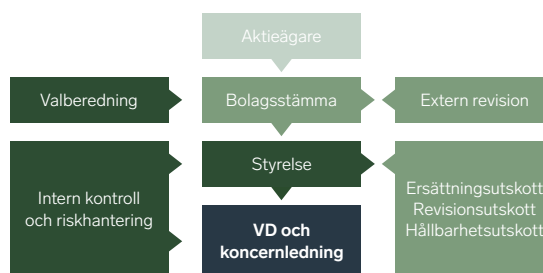 Aktieägare
Valberedning
Bolagsstämma
Extern revision
Styrelse
Intern kontroll
och riskhantering
Ersättningsutskott
Revisionsutskott
Hållbarhetsutskott
VD och
koncernledning